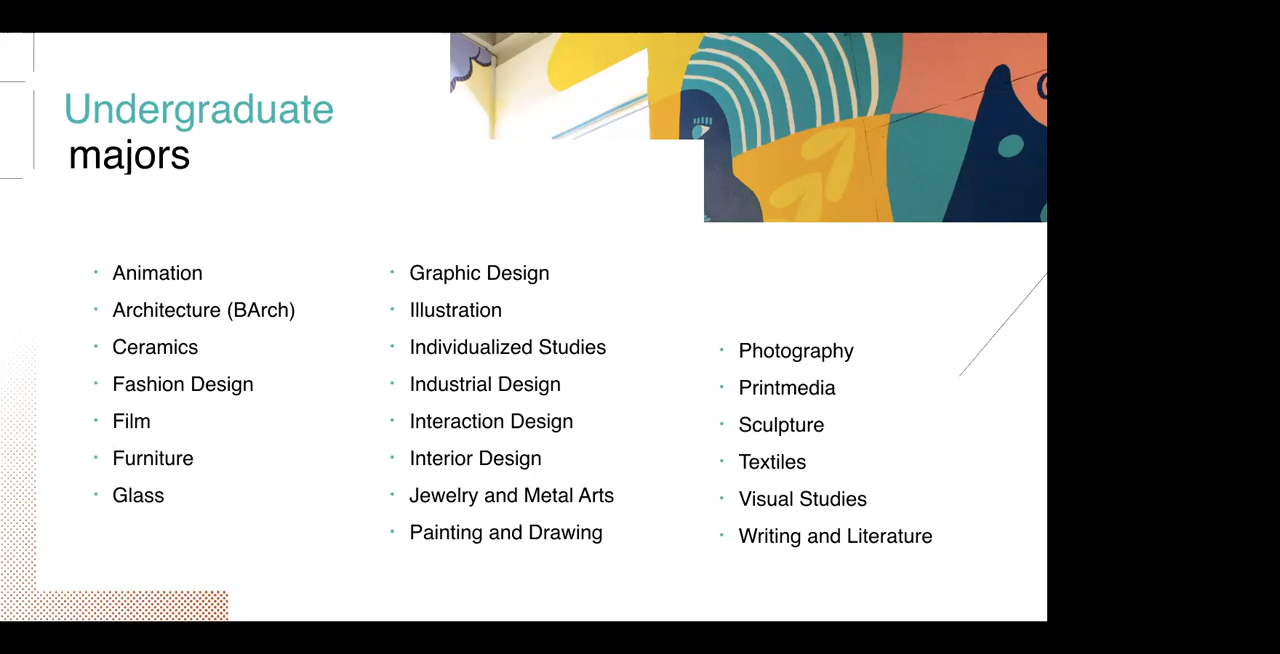 Undergraduate
majors
Animation
Architecture (BArch)
Ceramics
Fashion Design
Film
Furniture
Glass
Graphic Design
Illustration
Individualized Studies
Industrial Design
Interaction Design
Interior Design
Jewelry and Metal Arts
Painting and Drawing
Photography
Printmedia
Sculpture
Textiles
Visual Studies
Writing and Literature